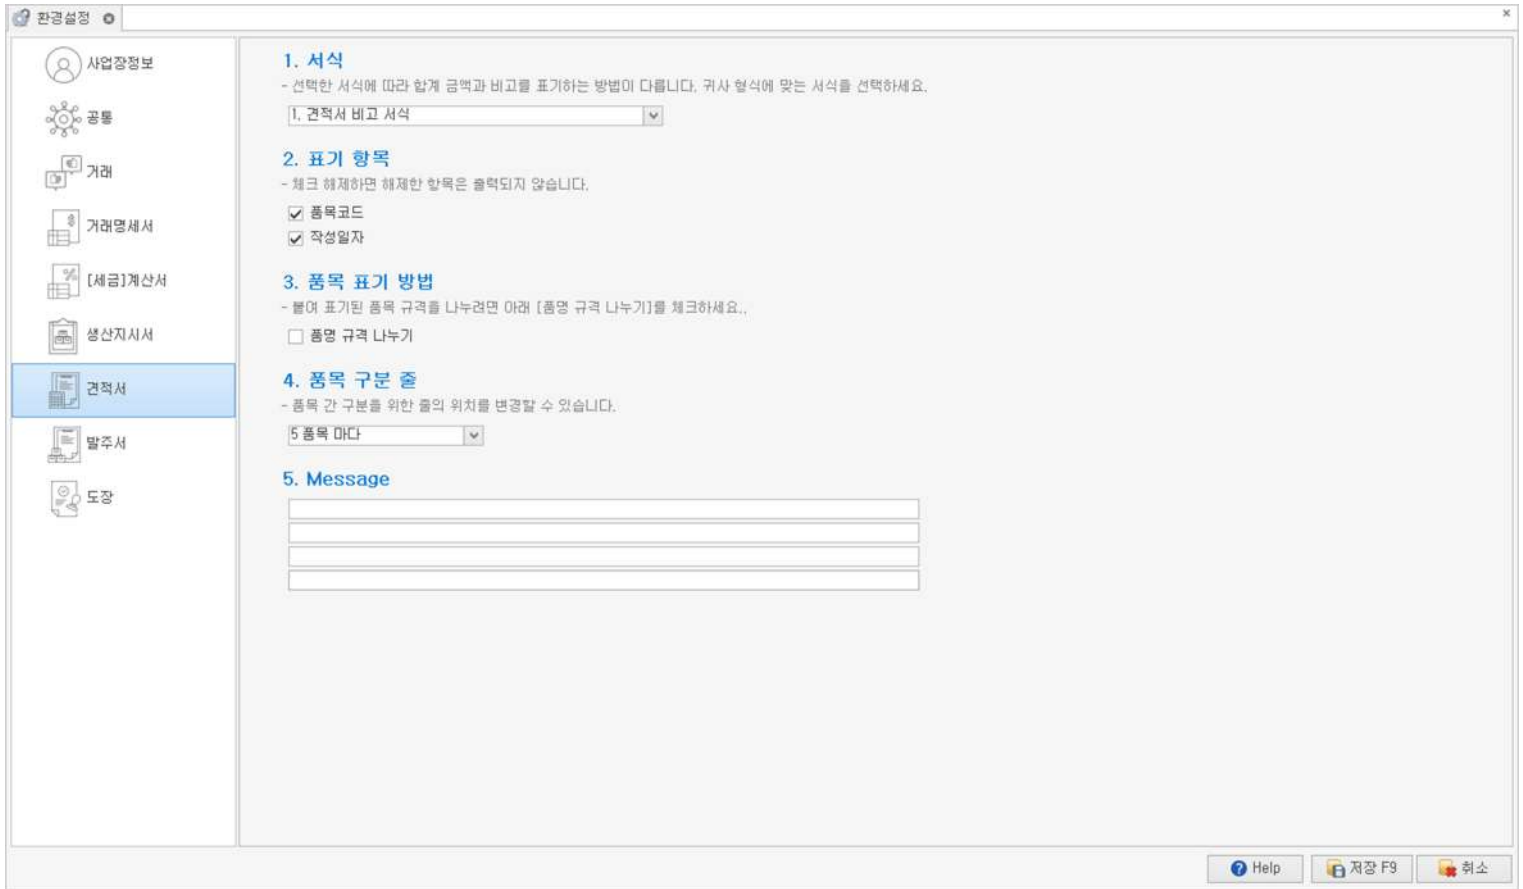 환경설정
사업장정보
공통
거래
거래명세서
[세금]계산서
생산지시서
견적서
발주서
도장
1. 서식
- 선택한 서식에 따라 합계 금액과 비고를 표기하는 방법이 다릅니다. 귀사 형식에 맞는 서식을 선택하세요.
1. 견적서 비고 서식
2. 표기 항목
- 체크 해제하면 해제한 항목은 출력되지 않습니다.
품목코드
작성일자
3. 품목 표기 방법
- 붙여 표기된 품목 규격을 나누려면 아래 [품명 규격 나누기]를 체크하세요..
품명 규격 나누기
4. 품목 구분 줄
- 품목 간 구분을 위한 줄의 위치를 변경할 수 있습니다.
5 품목 마다
5. Message
Help
저장 F9
취소